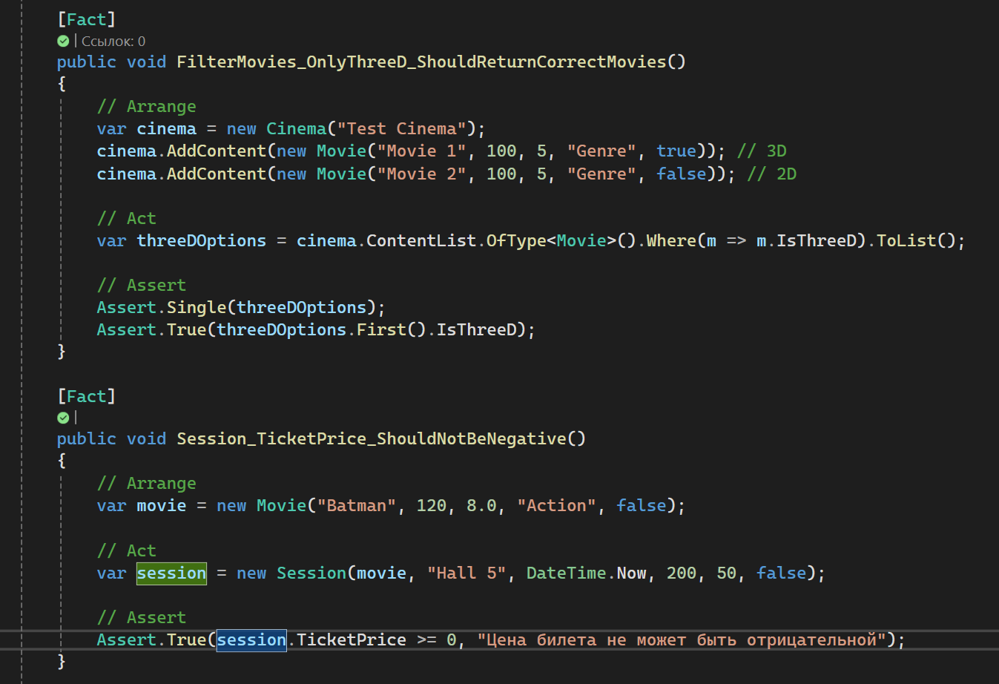 [Fact]
| Ссылок: 0
public void FilterMovies_OnlyThreeD_ShouldReturnCorrectMovies()
{
// Arrange
var cinema = new Cinema("Test Cinema");
cinema.AddContent(new Movie("Movie 1", 100, 5, "Genre", true)); // 3D
cinema.AddContent(new Movie("Movie 2", 100, 5, "Genre", false)); // 2D
// Act
var threeDOptions = cinema.ContentList.OfType<Movie>().Where(m => m.IsThreeD).ToList();
// Assert
Assert.Single(threeDOptions);
Assert.True(threeDOptions.First().IsThreeD);
}
[Fact]
|
public void Session_TicketPrice_ShouldNotBeNegative()
{
// Arrange
var movie = new Movie("Batman", 120, 8.0, "Action", false);
// Act
var session = new Session(movie, "Hall 5", DateTime.Now, 200, 50, false);
// Assert
Assert.True(session.TicketPrice >= 0, "Цена билета не может быть отрицательной");
}